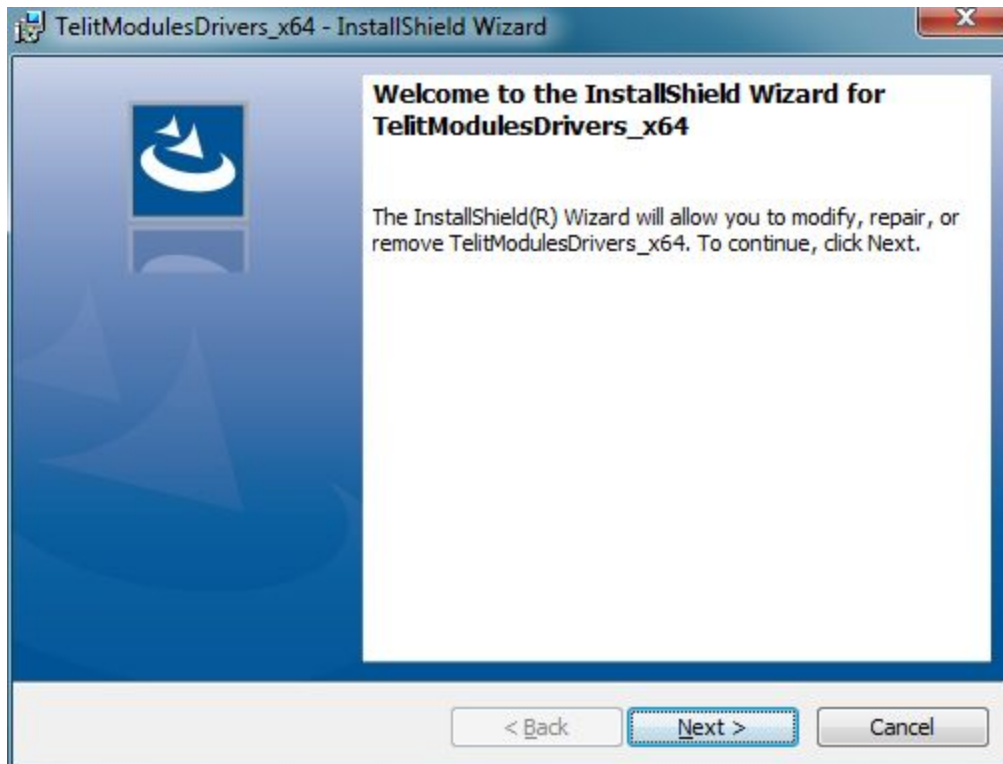 TelitModulesDrivers_x64 - InstallShield Wizard
Welcome to the InstallShield Wizard for
TelitModulesDrivers_x64
The InstallShield(R) Wizard will allow you to modify, repair, or
remove TelitModulesDrivers_x64. To continue, click Next.
< Back
Next >
Cancel